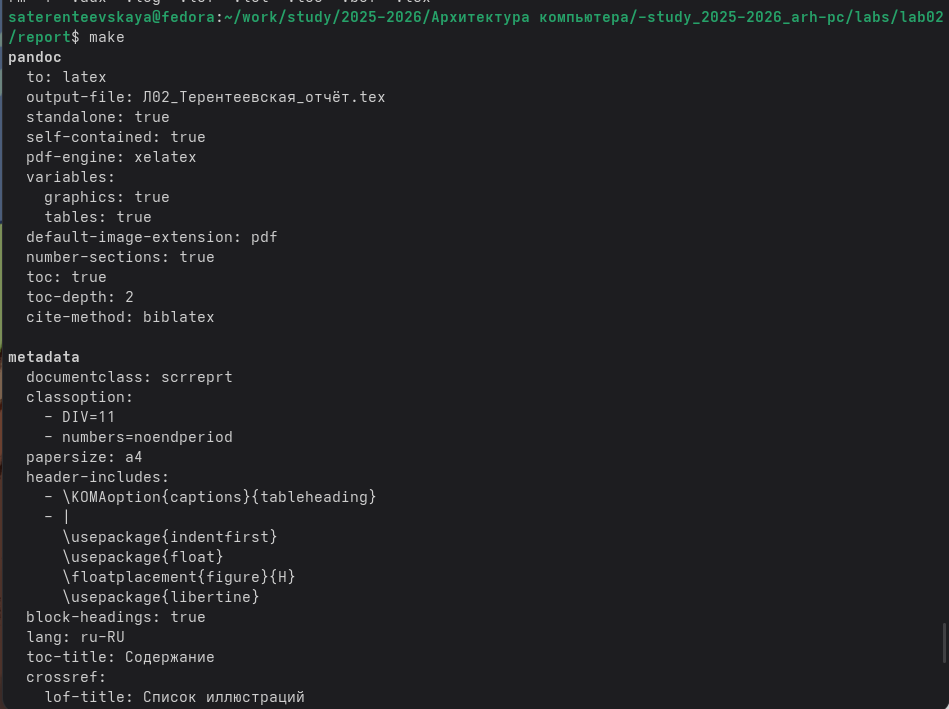 saterenteevskaya@fedora:~/work/study/2025-2026/Архитектура компьютера/-study_2025-2026_arh-pc/labs/lab02
/report$ make
pandoc
  to: latex
  output-file: Л02_Терентеевская_отчёт.tex
  standalone: true
  self-contained: true
  pdf-engine: xelatex
  variables:
    graphics: true
    tables: true
  default-image-extension: pdf
  number-sections: true
  toc: true
  toc-depth: 2
  cite-method: biblatex

metadata
  documentclass: scrreprt
  classoption:
    - DIV=11
    - numbers=noendperiod
  papersize: a4
  header-includes:
    - \KOMAoption{captions}{tableheading}
    - |
      \usepackage{indentfirst}
      \usepackage{float}
      \floatplacement{figure}{H}
      \usepackage{libertine}
  block-headings: true
  lang: ru-RU
  toc-title: Содержание
  crossref:
    lof-title: Список иллюстраций